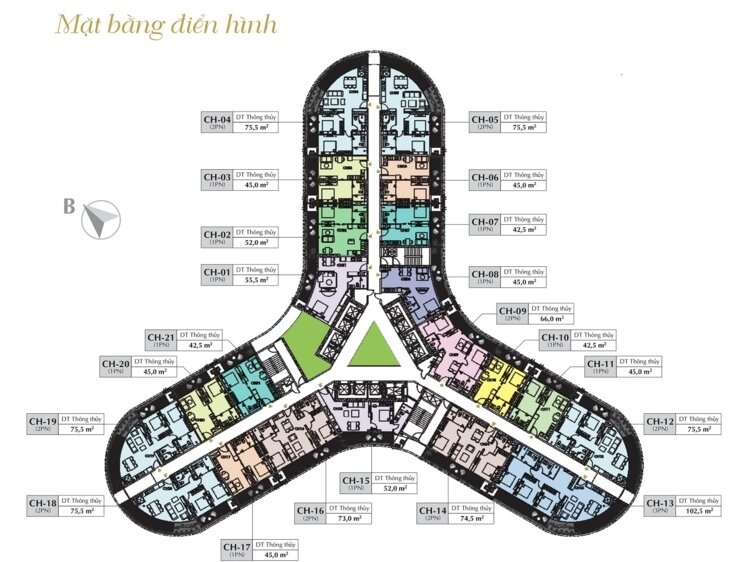 Mặt bằng điển hình
CH-04 DT Thông thủy
(2PN) 75,5 m²
CH-05 DT Thông thủy
(2PN) 75,5 m²
CH-03 DT Thông thủy
(1PN) 45,0 m²
CH-06 DT Thông thủy
(1PN) 45,0 m²
B
CH-02 DT Thông thủy
(1PN) 52,0 m²
CH-07 DT Thông thủy
(1PN) 42,5 m²
CH-01 DT Thông thủy
(1PN) 55,5 m²
CH-08 DT Thông thủy
(1PN) 45,0 m²
CH-09 DT Thông thủy
(2PN) 66,0 m²
CH-21 DT Thông thủy
(1PN) 42,5 m²
CH-10 DT Thông thủy
(1PN) 42,5 m²
CH-20 DT Thông thủy
(1PN) 45,0 m²
CH-11 DT Thông thủy
(1PN) 45,0 m²
CH-19 DT Thông thủy
(2PN) 75,5 m²
CH-12 DT Thông thủy
(2PN) 75,5 m²
CH-15 DT Thông thủy
(1PN) 52,0 m²
CH-18 DT Thông thủy
(2PN) 75,5 m²
CH-16 DT Thông thủy
(2PN) 73,0 m²
CH-14 DT Thông thủy
(2PN) 74,5 m²
CH-13 DT Thông thủy
(3PN) 102,5 m²
CH-17 DT Thông thủy
(1PN) 45,0 m²